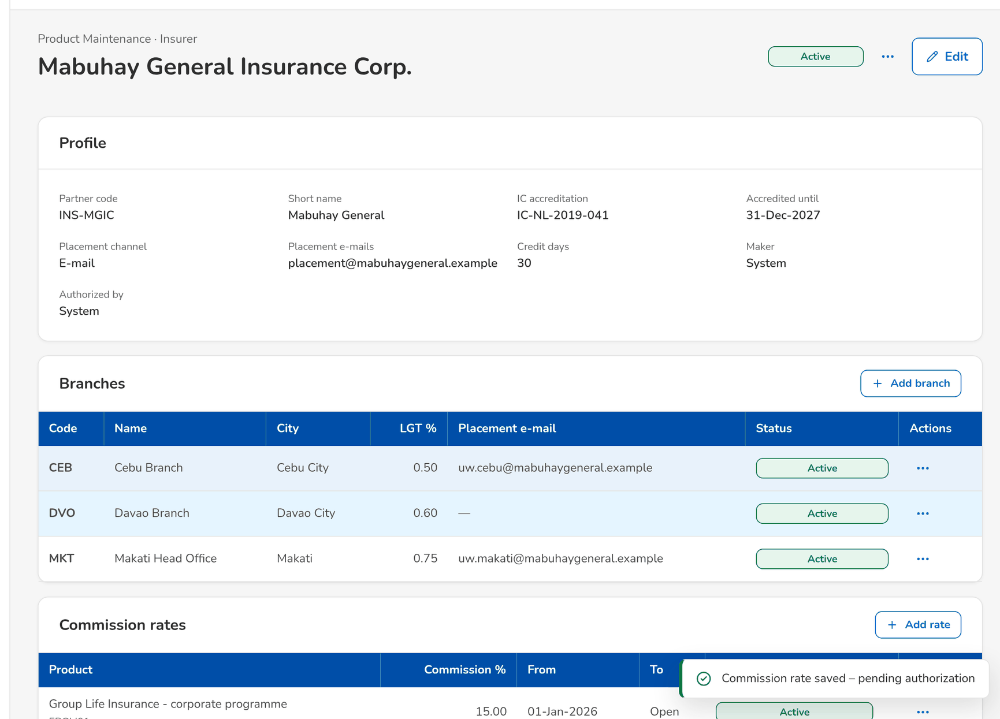 Product Maintenance · Insurer
Mabuhay General Insurance Corp.
Active
Edit
Profile
Partner code
INS-MGIC
Short name
Mabuhay General
IC accreditation
IC-NL-2019-041
Accredited until
31-Dec-2027
Placement channel
E-mail
Placement e-mails
placement@mabuhaygeneral.example
Credit days
30
Maker
System
Authorized by
System
Branches
+ Add branch
Code Name City LGT % Placement e-mail Status Actions
CEB Cebu Branch Cebu City 0.50 uw.cebu@mabuhaygeneral.example Active
DVO Davao Branch Davao City 0.60 — Active
MKT Makati Head Office Makati 0.75 uw.makati@mabuhaygeneral.example Active
Commission rates
+ Add rate
Product Commission % From To
Commission rate saved – pending authorization
Group Life Insurance - corporate programme
15.00 01-Jan-2026 Open Active